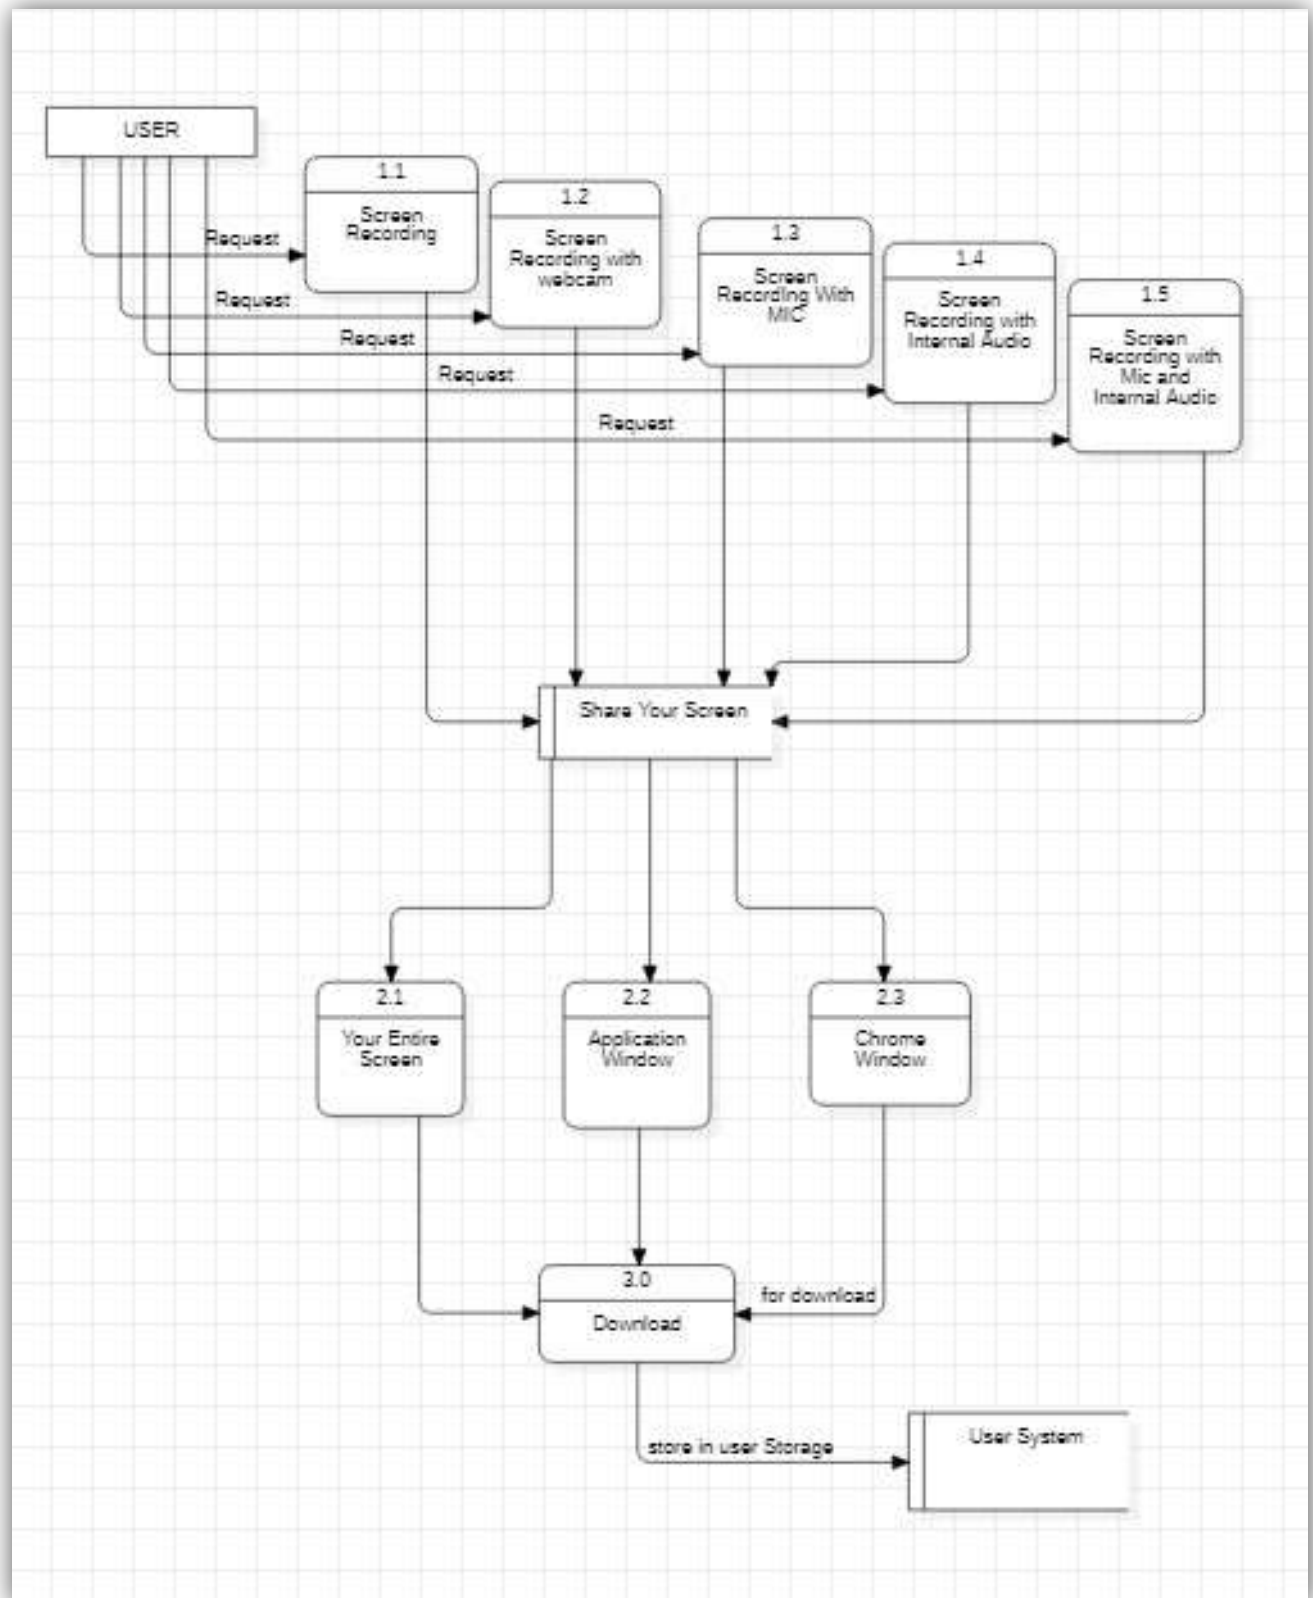 USER
1.1
Screen
Recording
1.2
Screen
Recording with
webcam
1.3
Screen
Recording With
MIC
1.4
Screen
Recording with
Internal Audio
1.5
Screen
Recording with
Mic and
Internal Audio
Request
Request
Request
Request
Request
Share Your Screen
2.1
Your Entire
Screen
2.2
Application
Window
2.3
Chrome
Window
3.0
Download
for download
store in user Storage
User System